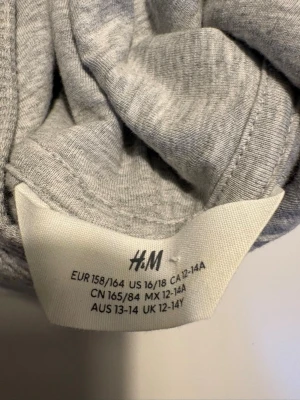 H&M
EUR 158/164 US 16/18 CA 12-14A
CN 165/84 MX 12-14A
AUS 13-14 UK 12-14Y